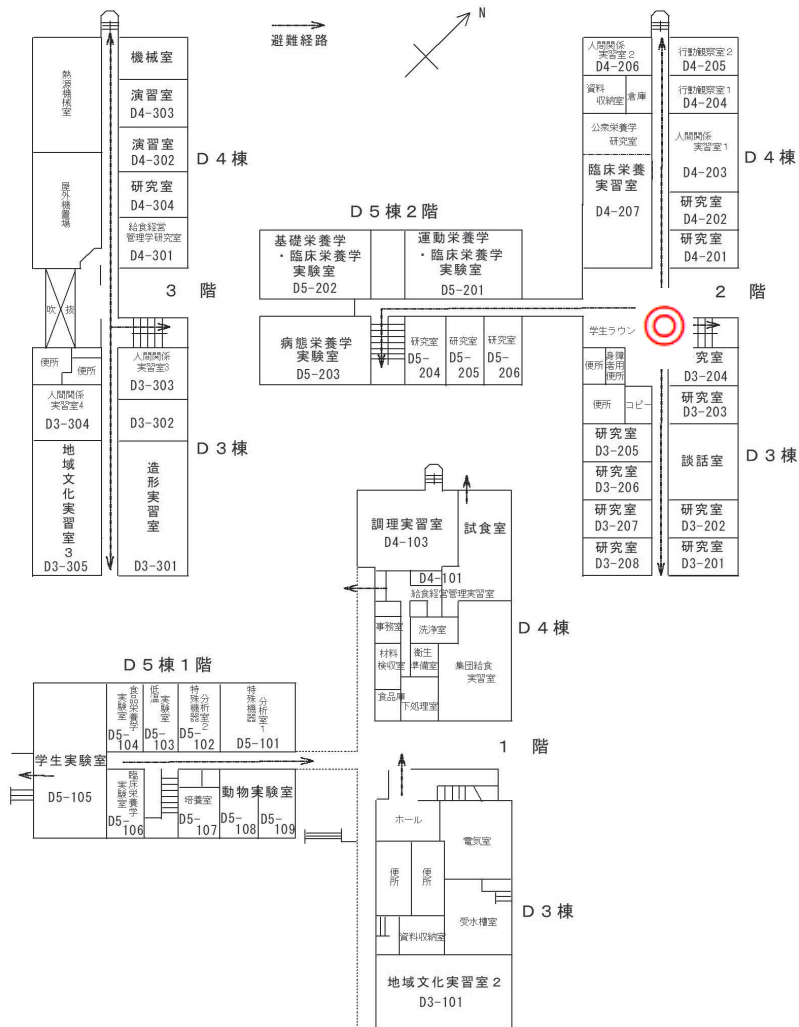 避難経路
N
機械室
演習室
D4-303
演習室
D4-302
研究室
D4-304
給食経営
管理学研究室
D4-301
熱源機械室
屋外機置場
D4棟
3 階
吹 抜
便所
便所
人間関係
実習室3
D3-303
人間関係
実習室4
D3-304
D3-302
D3棟
地域文化実習室3
D3-305
造形実習室
D3-301
D5棟2階
基礎栄養学
・臨床栄養学
実験室
D5-202
運動栄養学
・臨床栄養学
実験室
D5-201
病態栄養学
実験室
D5-203
研究室
D5-
204
研究室
D5-
205
研究室
D5-
206
人間関係
実習室2
D4-206
行動観察室2
D4-205
資料
収納室
倉庫
行動観察室1
D4-204
公衆栄養学
研究室
人間関係
実習室1
D4-203
D4棟
臨床栄養
実習室
D4-207
研究室
D4-202
研究室
D4-201
2 階
学生ラウン
便所
身障者用便所
究室
D3-204
便所
コピー
研究室
D3-203
研究室
D3-205
談話室
D3棟
研究室
D3-206
研究室
D3-207
研究室
D3-202
研究室
D3-208
研究室
D3-201
調理実習室
D4-103
試食室
D4-101
給食経営管理実習室
事務室
洗浄室
D4棟
材料
検収室
衛生
準備室
集団給食
実習室
食品庫
下処理室
1 階
D5棟1階
食品栄養学実験室
D5-
104
低温実験室
D5-
103
特殊機器分析室2
D5-
102
特殊機器分析室1
D5-101
学生実験室
D5-105
臨床栄養学実験室
D5-
106
培養室
D5-
107
動物実験室
D5-
108
D5-
109
ホール
電気室
便所
便所
受水槽室
D3棟
資料収納室
地域文化実習室2
D3-101